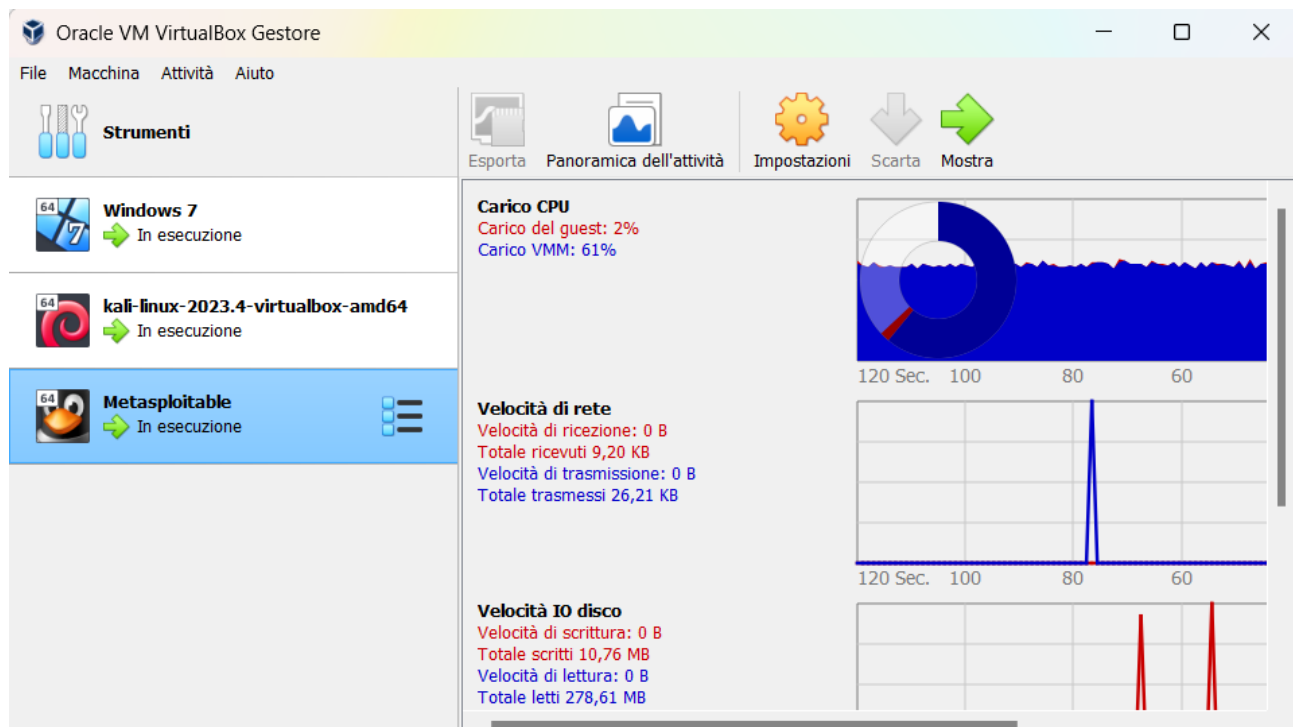 Oracle VM VirtualBox Gestore
File Macchina Attività Aiuto
Strumenti
Esporta Panoramica dell'attività Impostazioni Scarta Mostra
64
7
Windows 7
In esecuzione
64
kali-linux-2023.4-virtualbox-amd64
In esecuzione
64
Metasploitable
In esecuzione
Carico CPU
Carico del guest: 2%
Carico VMM: 61%
120 Sec. 100 80 60
Velocità di rete
Velocità di ricezione: 0 B
Totale ricevuti 9,20 KB
Velocità di trasmissione: 0 B
Totale trasmessi 26,21 KB
120 Sec. 100 80 60
Velocità IO disco
Velocità di scrittura: 0 B
Totale scritti 10,76 MB
Velocità di lettura: 0 B
Totale letti 278,61 MB